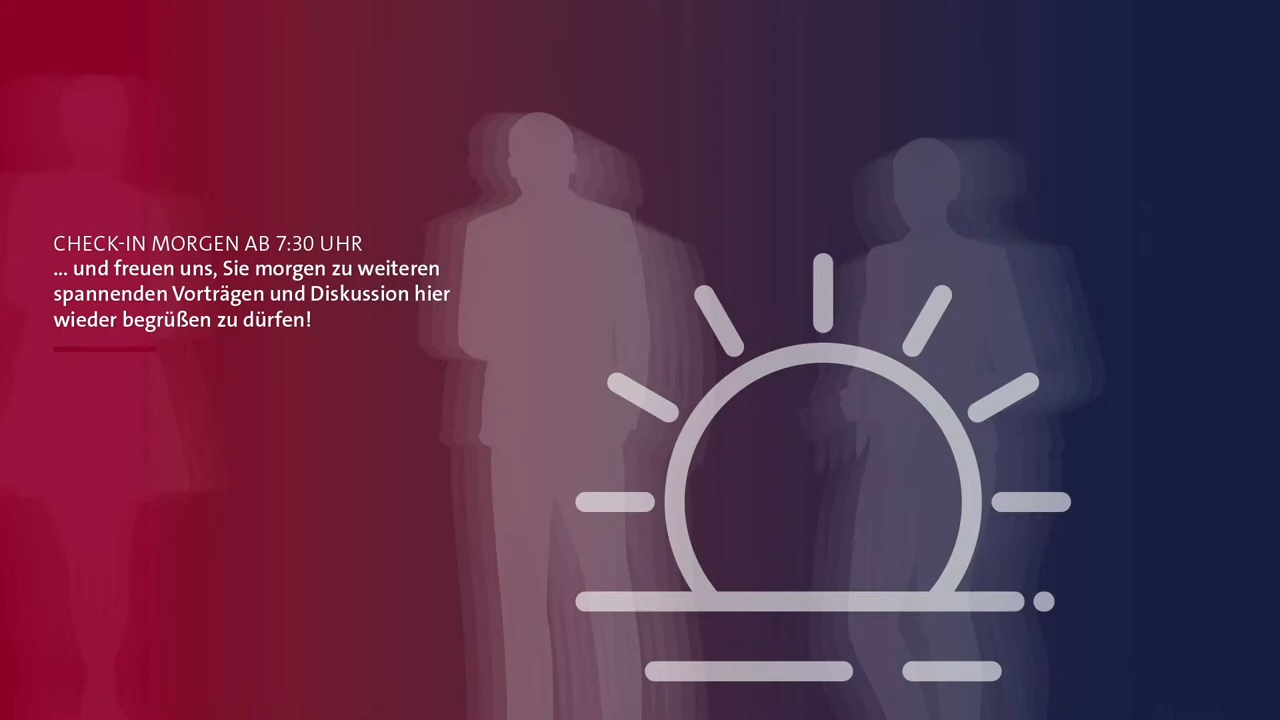 CHECK-IN MORGEN AB 7:30 UHR
... und freuen uns, Sie morgen zu weiteren
spannenden Vorträgen und Diskussion hier
wieder begrüßen zu dürfen!